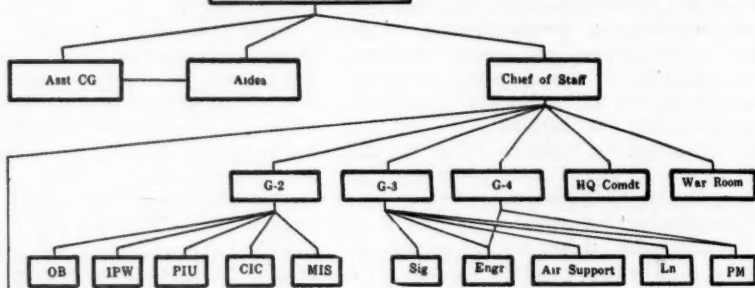 Asst CG
Aides
Chief of Staff
G-2
G-3
G-4
HQ Comdt
War Room
OB
IPW
PIU
CIC
MIS
Sig
Engr
Air Support
Ln
PM